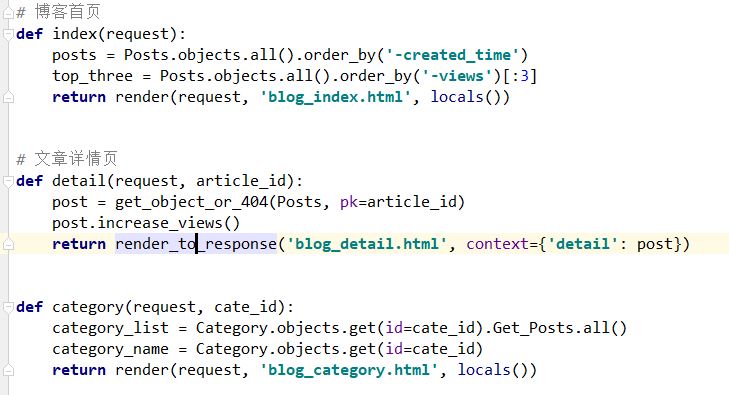 # 博客首页
def index(request):
    posts = Posts.objects.all().order_by('-created_time')
    top_three = Posts.objects.all().order_by('-views')[:3]
    return render(request, 'blog_index.html', locals())
# 文章详情页
def detail(request, article_id):
    post = get_object_or_404(Posts, pk=article_id)
    post.increase_views()
    return render_to_response('blog_detail.html', context={'detail': post})
def category(request, cate_id):
    category_list = Category.objects.get(id=cate_id).Get_Posts.all()
    category_name = Category.objects.get(id=cate_id)
    return render(request, 'blog_category.html', locals())